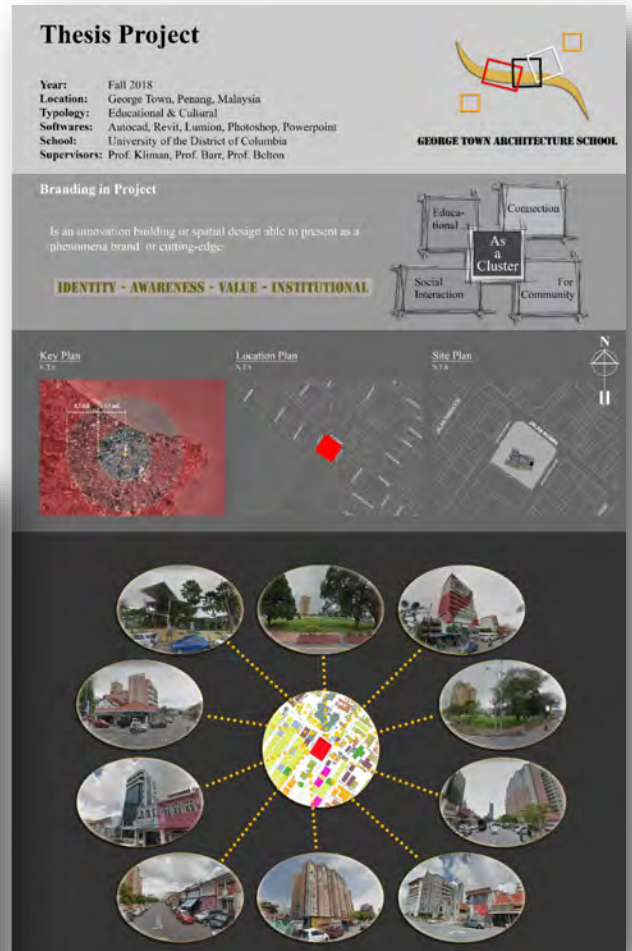 Thesis Project
Year: Fall 2018
Location: George Town, Penang, Malaysia
Typology: Educational & Cultural
Softwares: Autocad, Revit, Lumion, Photoshop, Powerpoint
School: University of the District of Columbia
Supervisors: Prof. Kliman, Prof. Barr, Prof. Belton
GEORGE TOWN ARCHITECTURE SCHOOL
Branding in Project
Is an innovation building or spatial design able to present as a
phenomena brand or cutting-edge
IDENTITY - AWARENESS - VALUE - INSTITUTIONAL
Educa-
tional
Connection
As
a
Cluster
Social
Interaction
For
Community
Key Plan
N.T.S
Location Plan
N.T.S
Site Plan
N.T.S
N